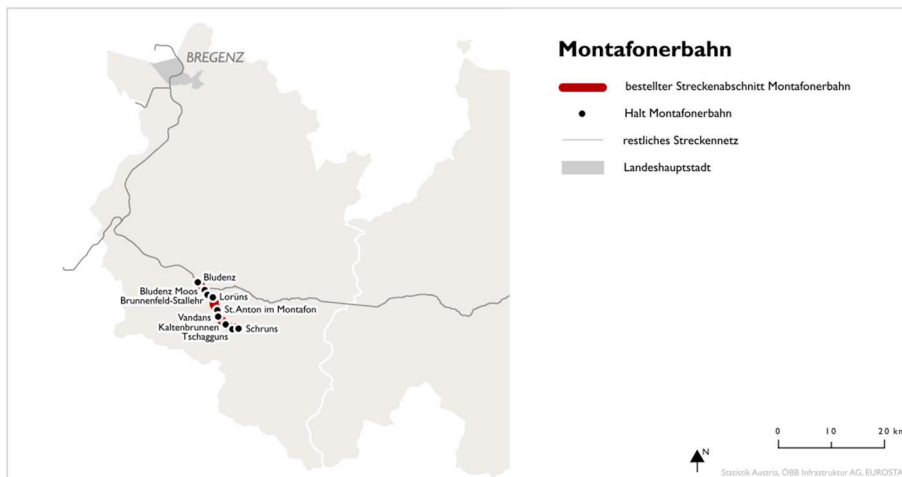 BREGENZ
Bludenz
Bludenz Moos
Brunnenfeld-Stallehr
Lorüns
St. Anton im Montafon
Vandans
Kaltenbrunnen
Tschagguns
Schruns
Montafonerbahn
bestellter Streckenabschnitt Montafonerbahn
Halt Montafonerbahn
restliches Streckennetz
Landeshauptstadt
0 10 20 km
N
Statistik Austria, ÖBB Infrastruktur AG, EUROSTA